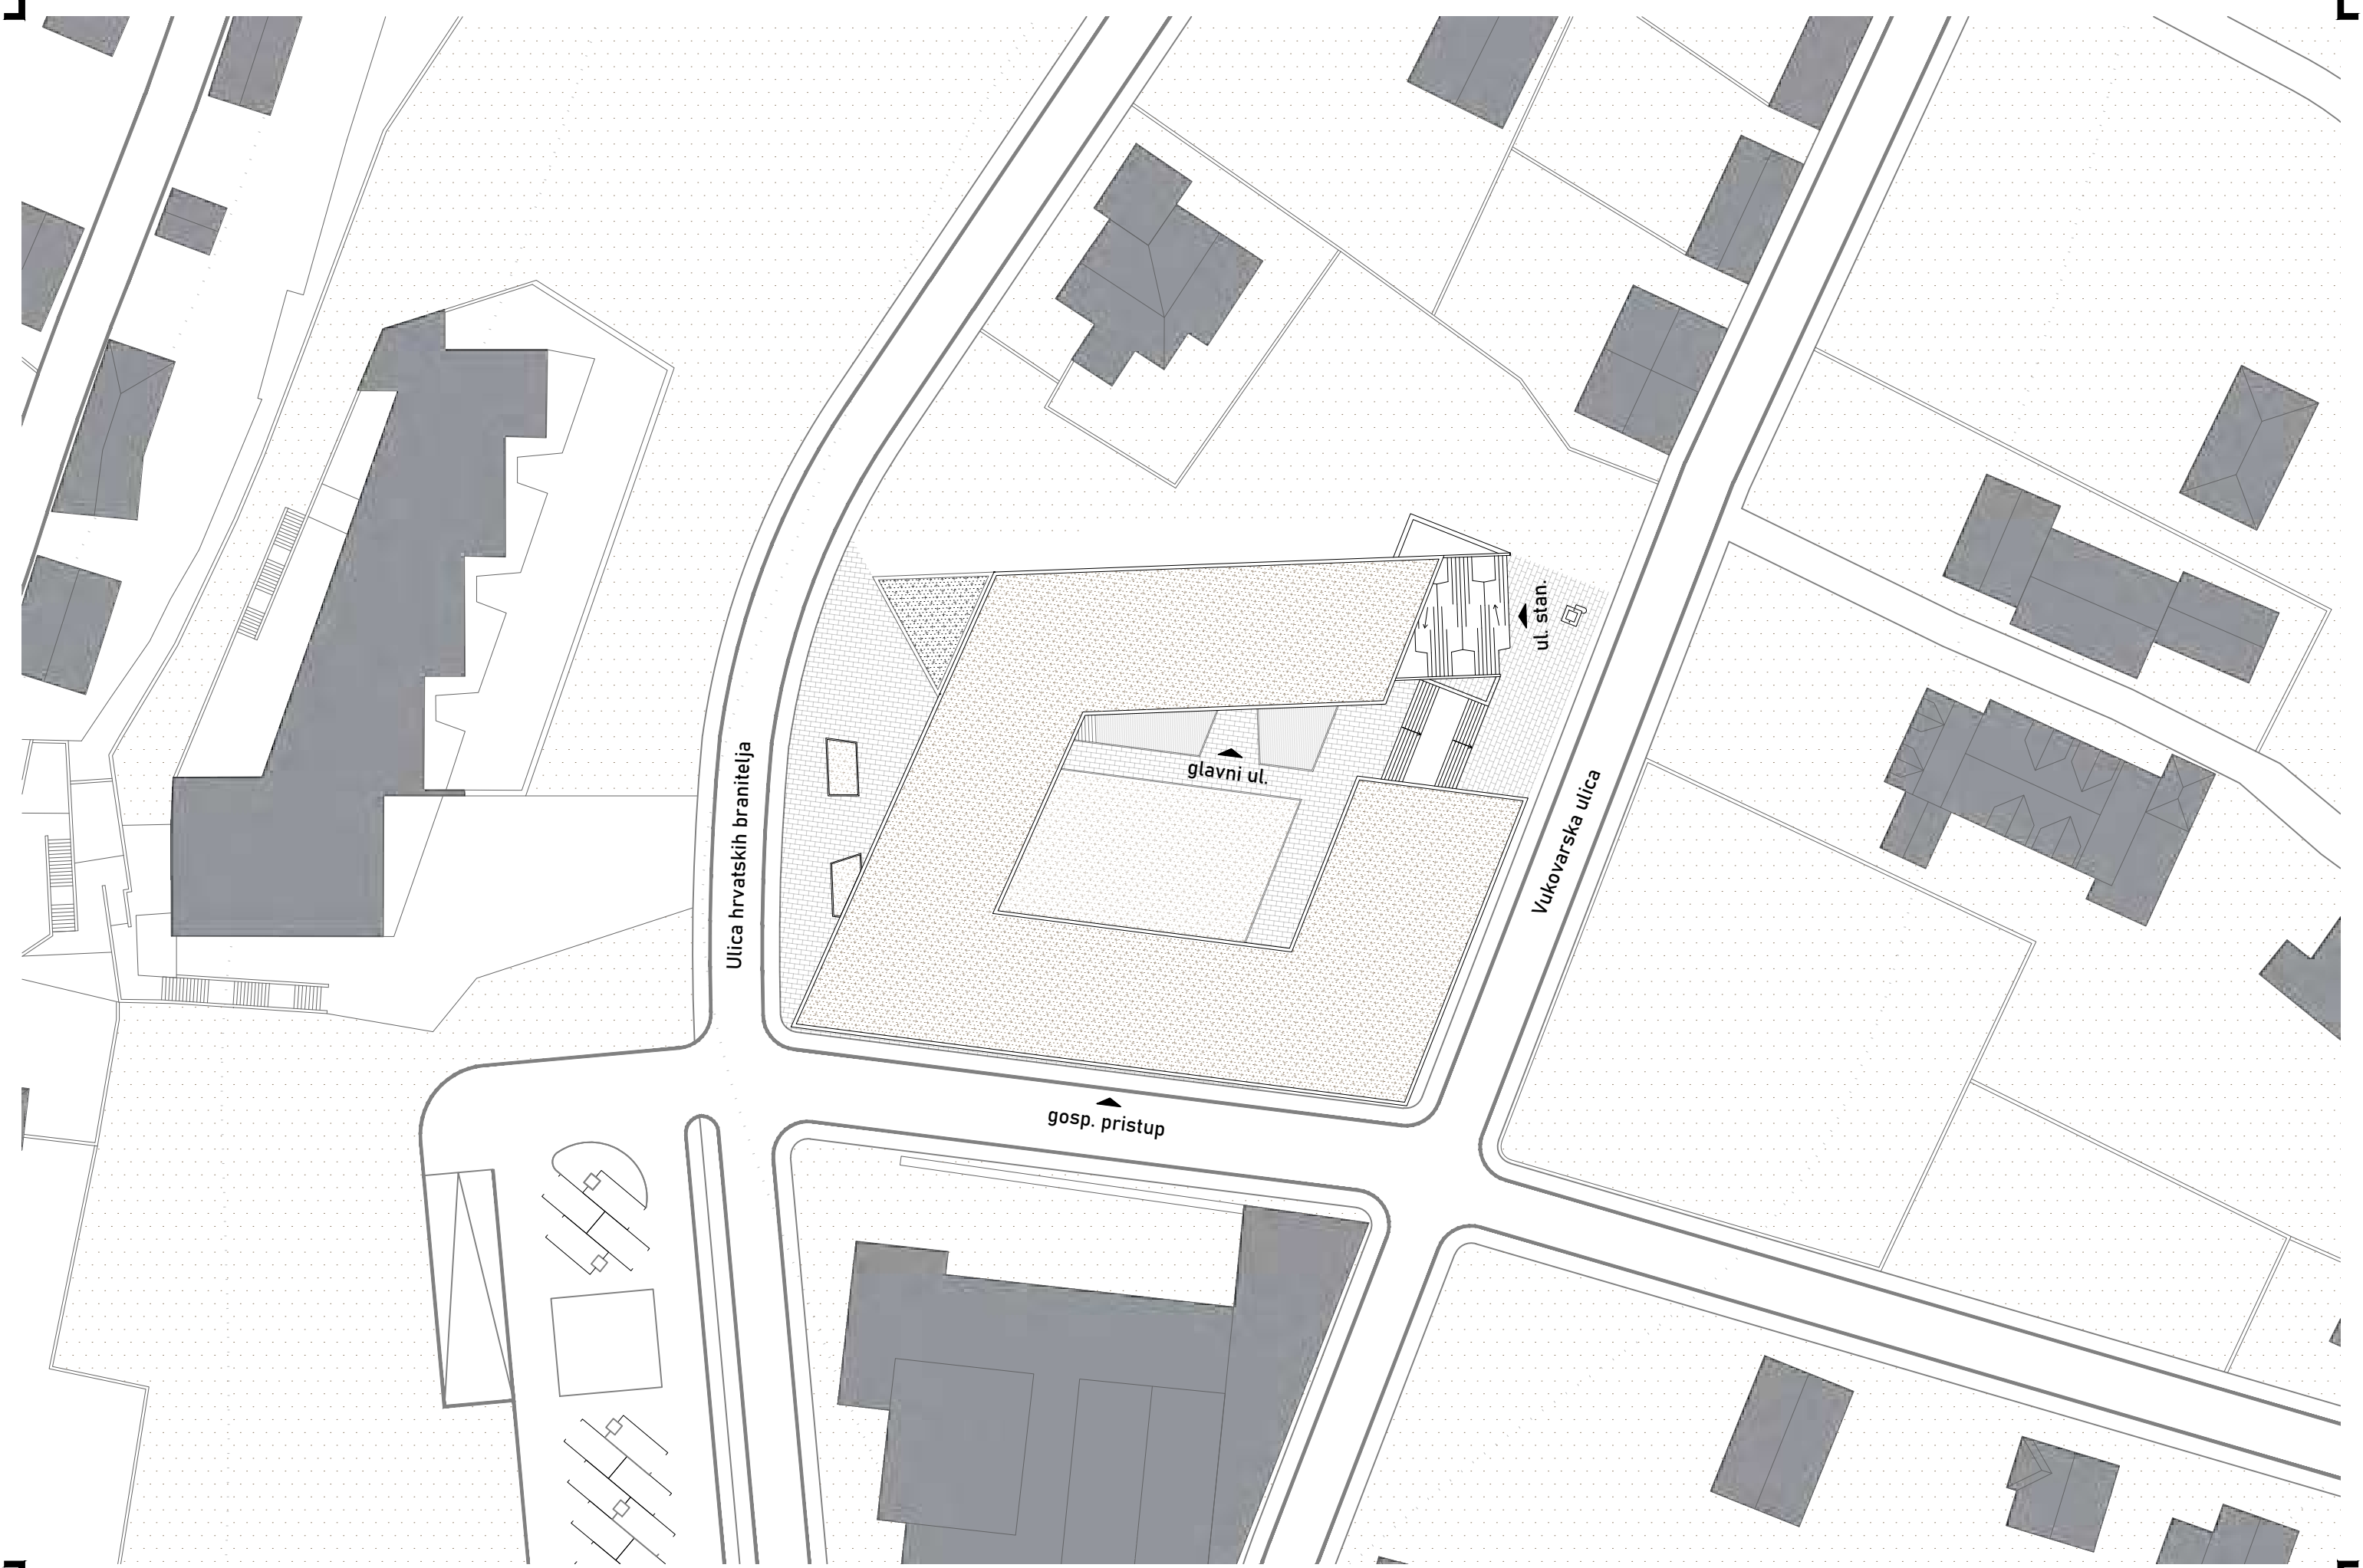 ul. stan.
glavni ul.
Ulica hrvatskih branitelja
Vukovarska ulica
gosp. pristup